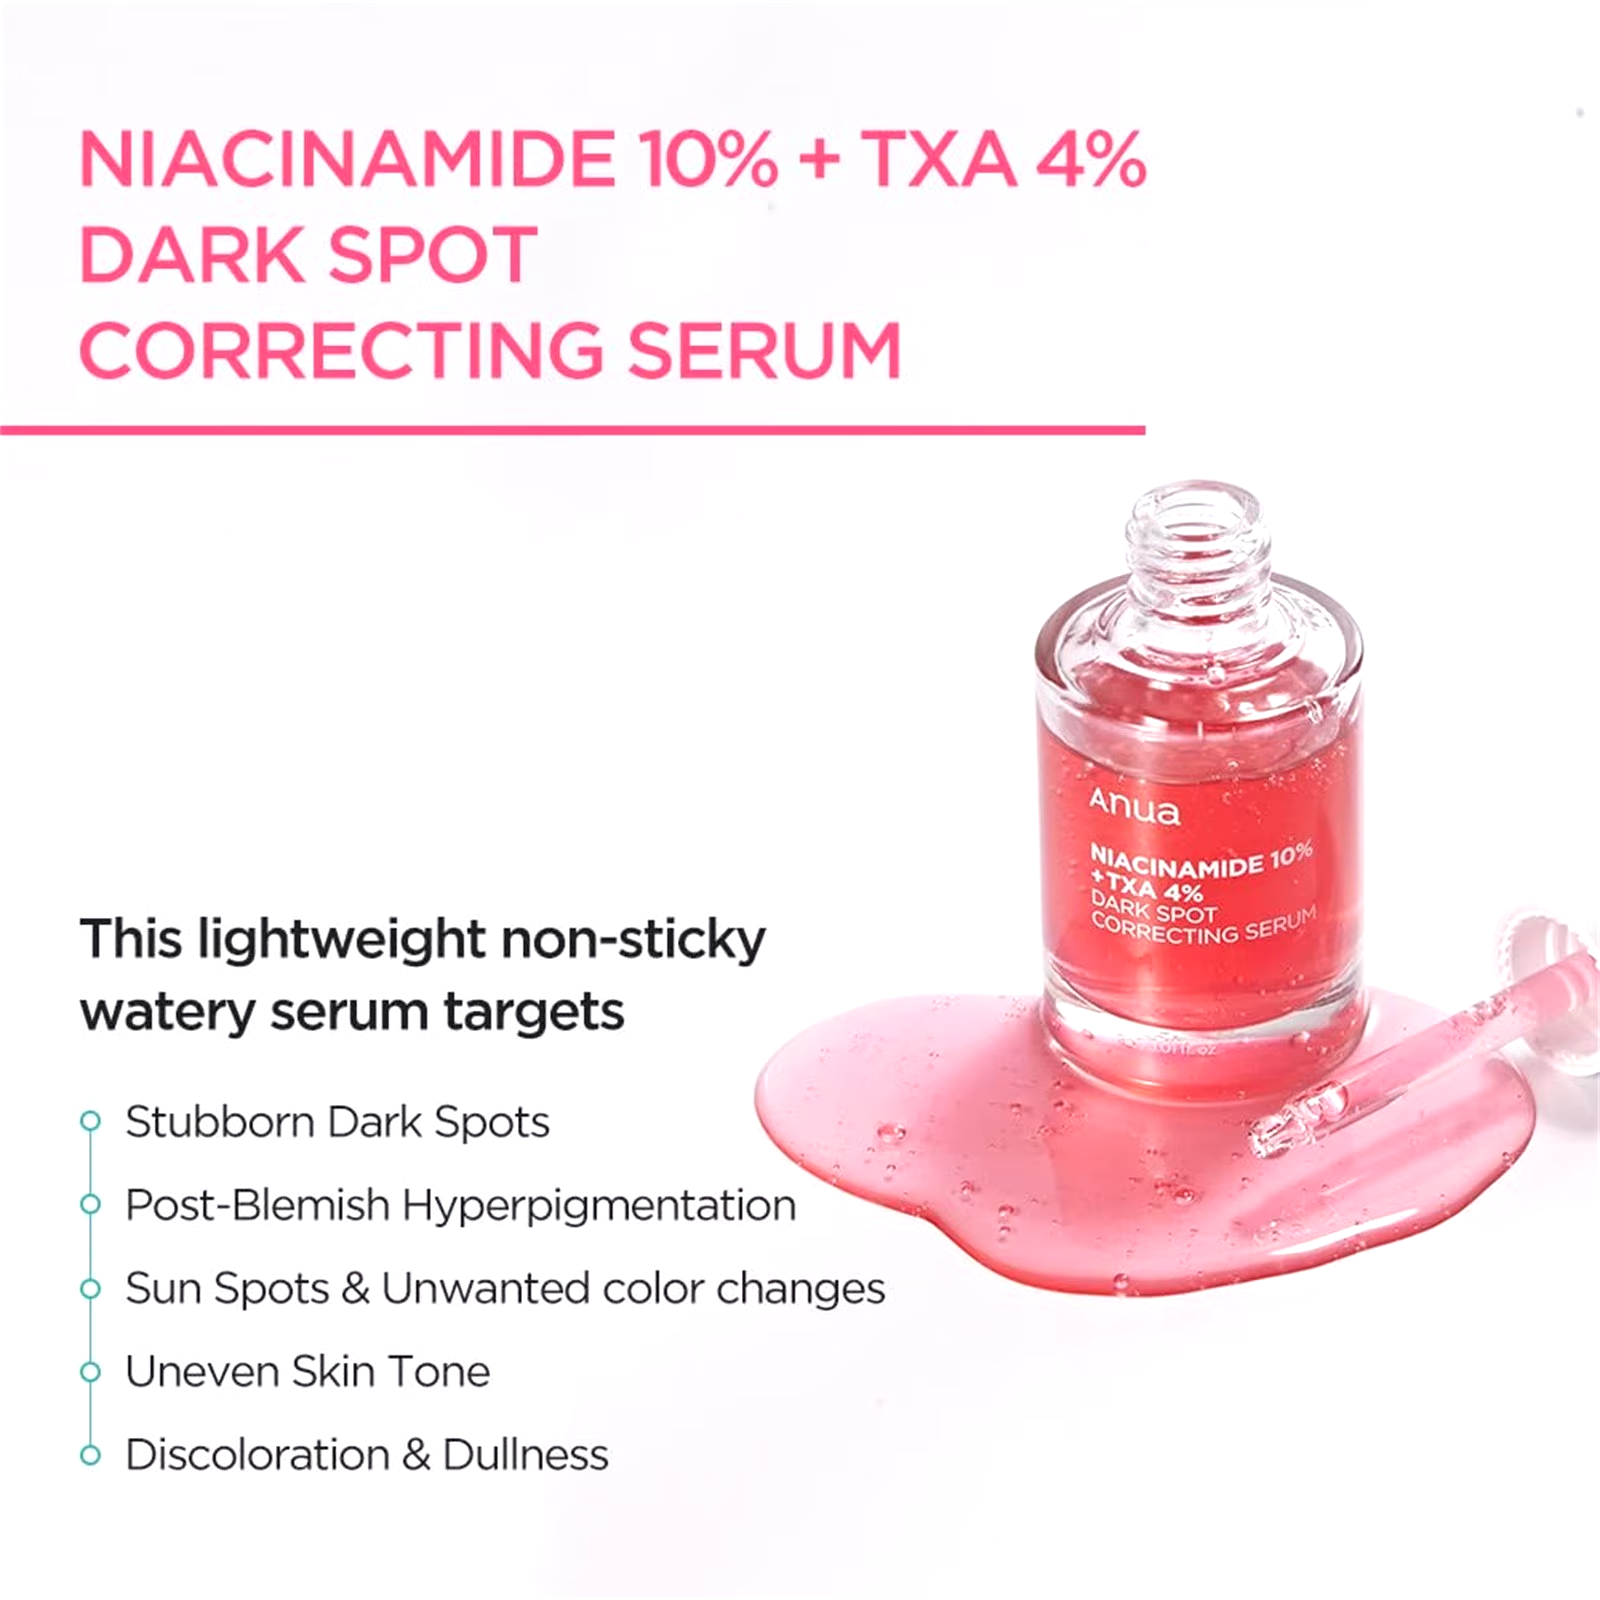 NIACINAMIDE 10% + TXA 4%
DARK SPOT
CORRECTING SERUM
Anua
NIACINAMIDE 10%
+TXA 4%
DARK SPOT
CORRECTING SERUM
This lightweight non-sticky
watery serum targets
Stubborn Dark Spots
Post-Blemish Hyperpigmentation
Sun Spots & Unwanted color changes
Uneven Skin Tone
Discoloration & Dullness